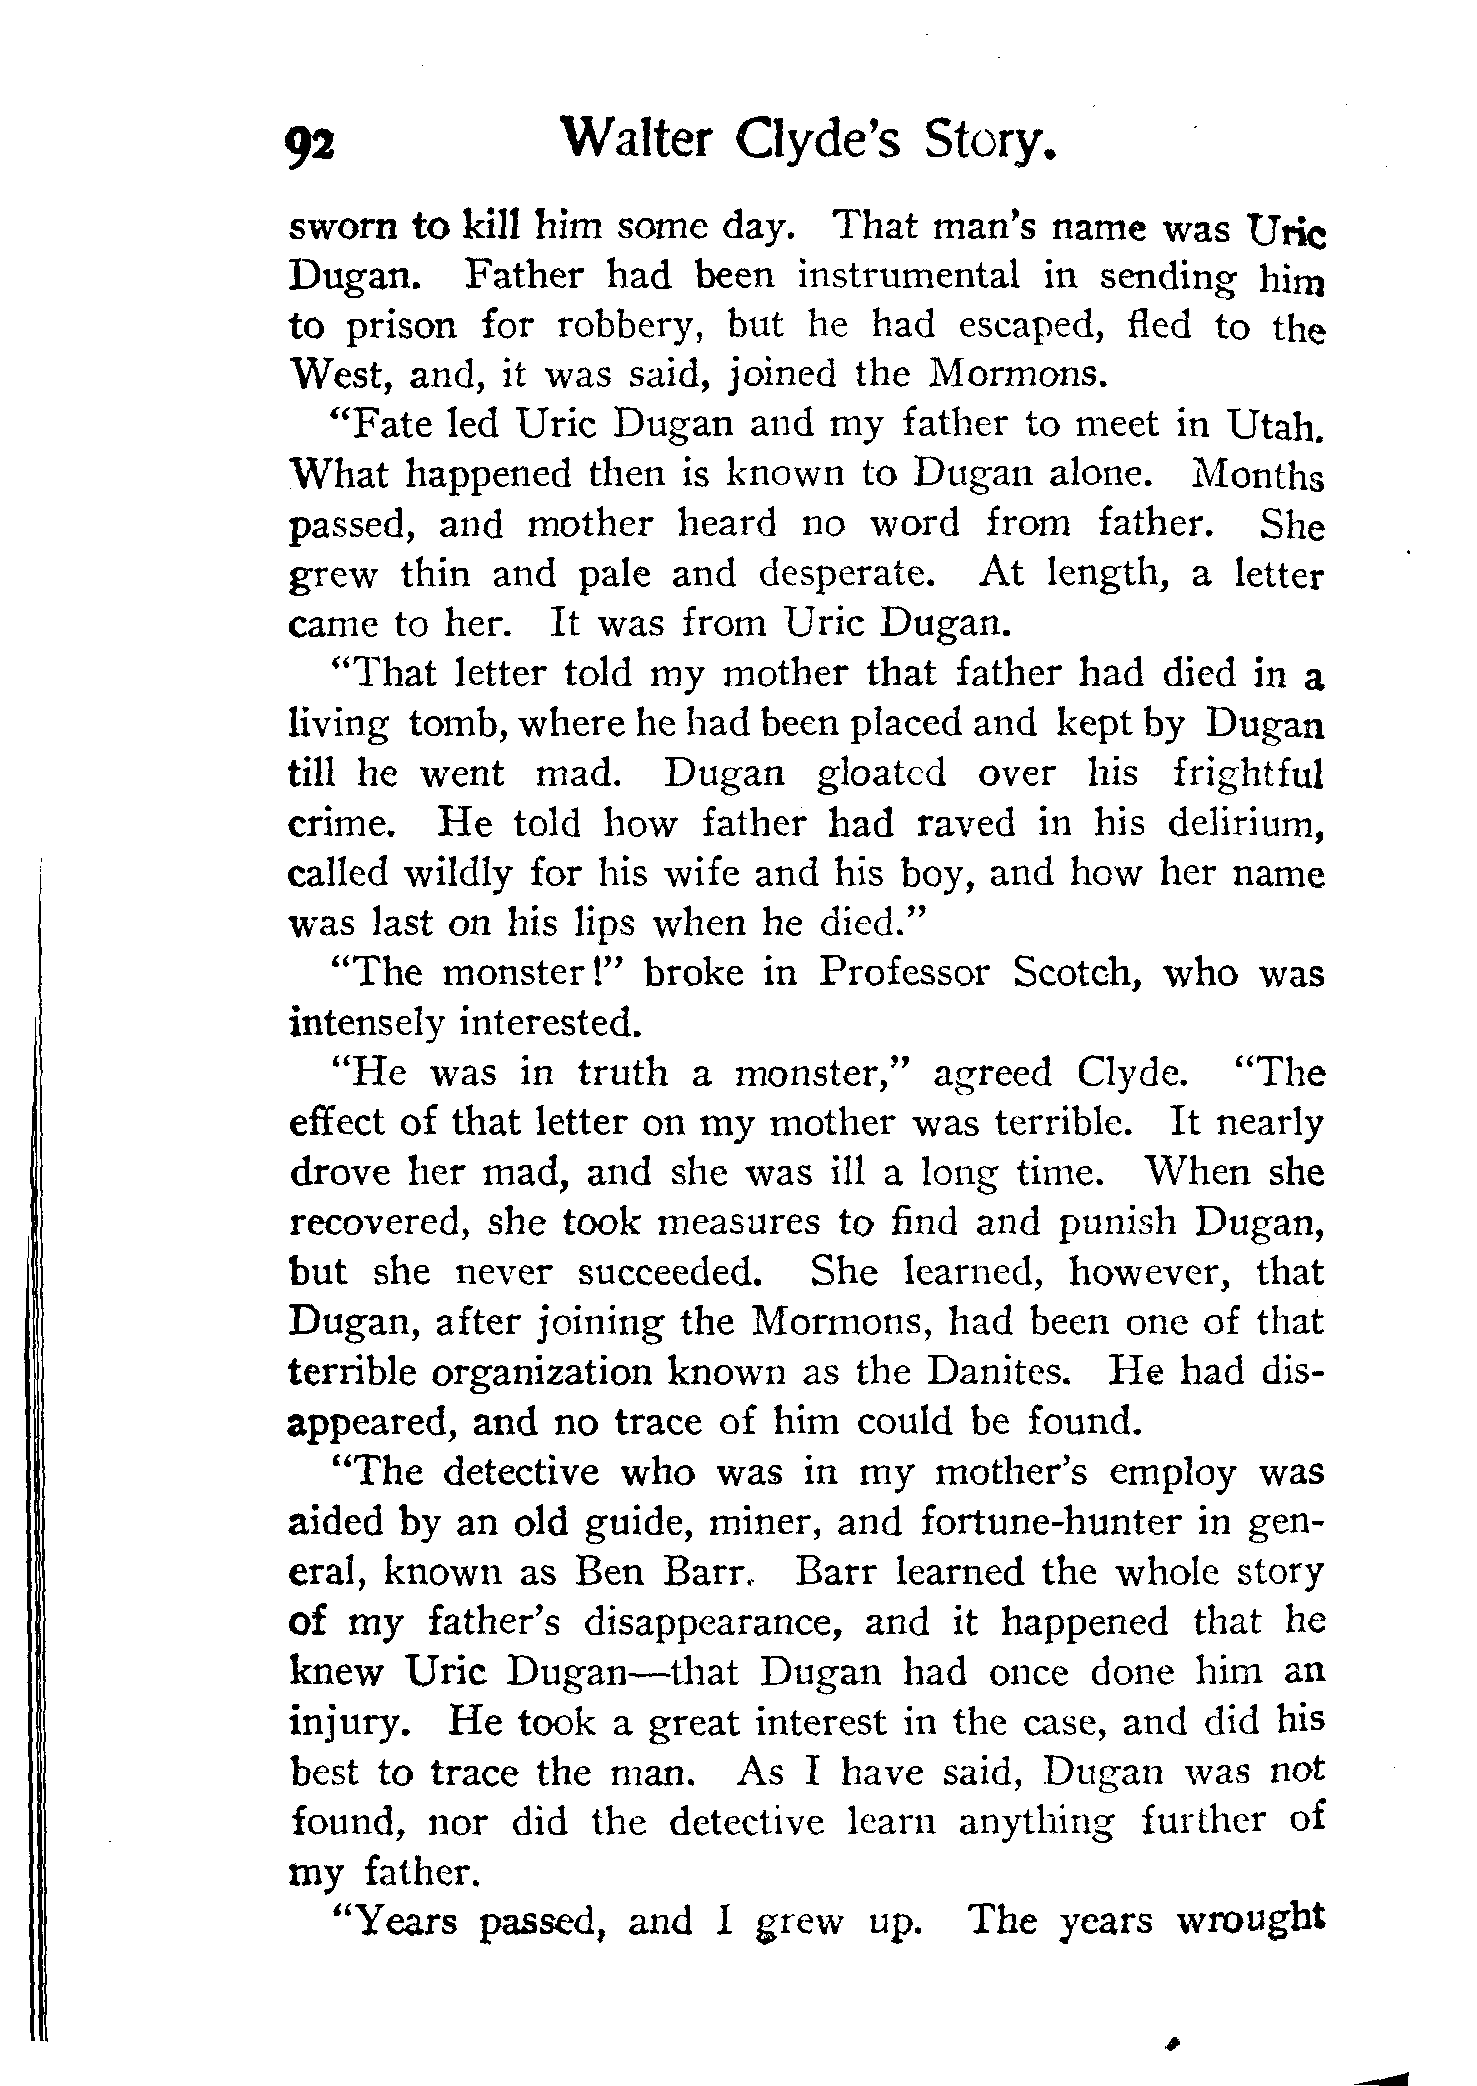 92 Walter Clyde's Story.
sworn to kill him some day. That man's name was Uric
Dugan. Father had been instrumental in sending him
to prison for robbery, but he had escaped, fled to the
West, and, it was said, joined the Mormons.
“Fate led Uric Dugan and my father to meet in Utah.
What happened then is known to Dugan alone. Months
passed, and mother heard no word from father. She
grew thin and pale and desperate. At length, a letter
came to her. It was from Uric Dugan.
“That letter told my mother that father had died in a
living tomb, where he had been placed and kept by Dugan
till he went mad. Dugan gloated over his frightful
crime. He told how father had raved in his delirium,
called wildly for his wife and his boy, and how her name
was last on his lips when he died.”
“The monster!” broke in Professor Scotch, who was
intensely interested.
“He was in truth a monster,” agreed Clyde. “The
effect of that letter on my mother was terrible. It nearly
drove her mad, and she was ill a long time. When she
recovered, she took measures to find and punish Dugan,
but she never succeeded. She learned, however, that
Dugan, after joining the Mormons, had been one of that
terrible organization known as the Danites. He had dis-
appeared, and no trace of him could be found.
“The detective who was in my mother's employ was
aided by an old guide, miner, and fortune-hunter in gen-
eral, known as Ben Barr. Barr learned the whole story
of my father's disappearance, and it happened that he
knew Uric Dugan—that Dugan had once done him an
injury. He took a great interest in the case, and did his
best to trace the man. As I have said, Dugan was not
found, nor did the detective learn anything further of
my father.
“Years passed, and I grew up. The years wrought